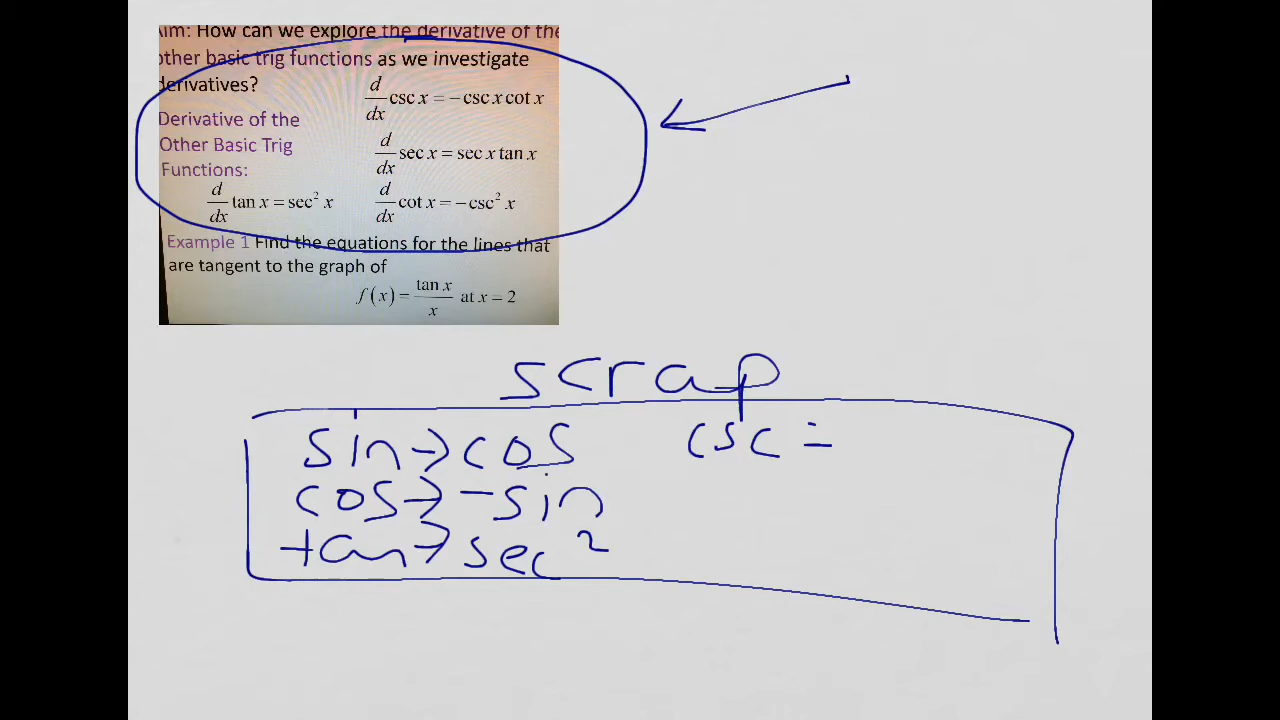 Aim: How can we explore the derivative of the
other basic trig functions as we investigate
derivatives?
d/dx csc x = −csc x cot x
Derivative of the
Other Basic Trig
Functions:
d/dx sec x = sec x tan x
d/dx tan x = sec² x
d/dx cot x = −csc² x
Example 1 Find the equations for the lines that
are tangent to the graph of
f(x) = tan x / x at x = 2
scrap
sin→cos
csc =
cos→−sin
tan→sec²